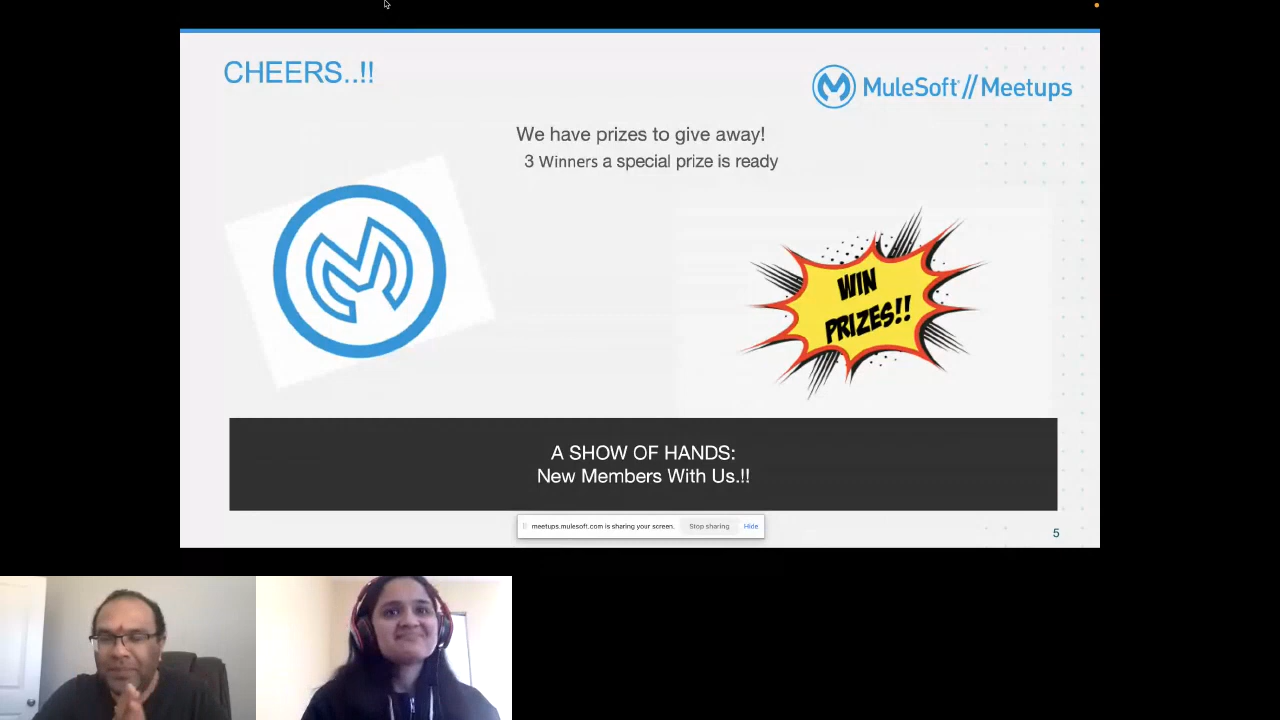 CHEERS..!!
MuleSoft // Meetups
We have prizes to give away!
3 Winners a special prize is ready
WIN
PRIZES!!
A SHOW OF HANDS:
New Members With Us.!!
meetups.mulesoft.com is sharing your screen.
Stop sharing
Hide
5